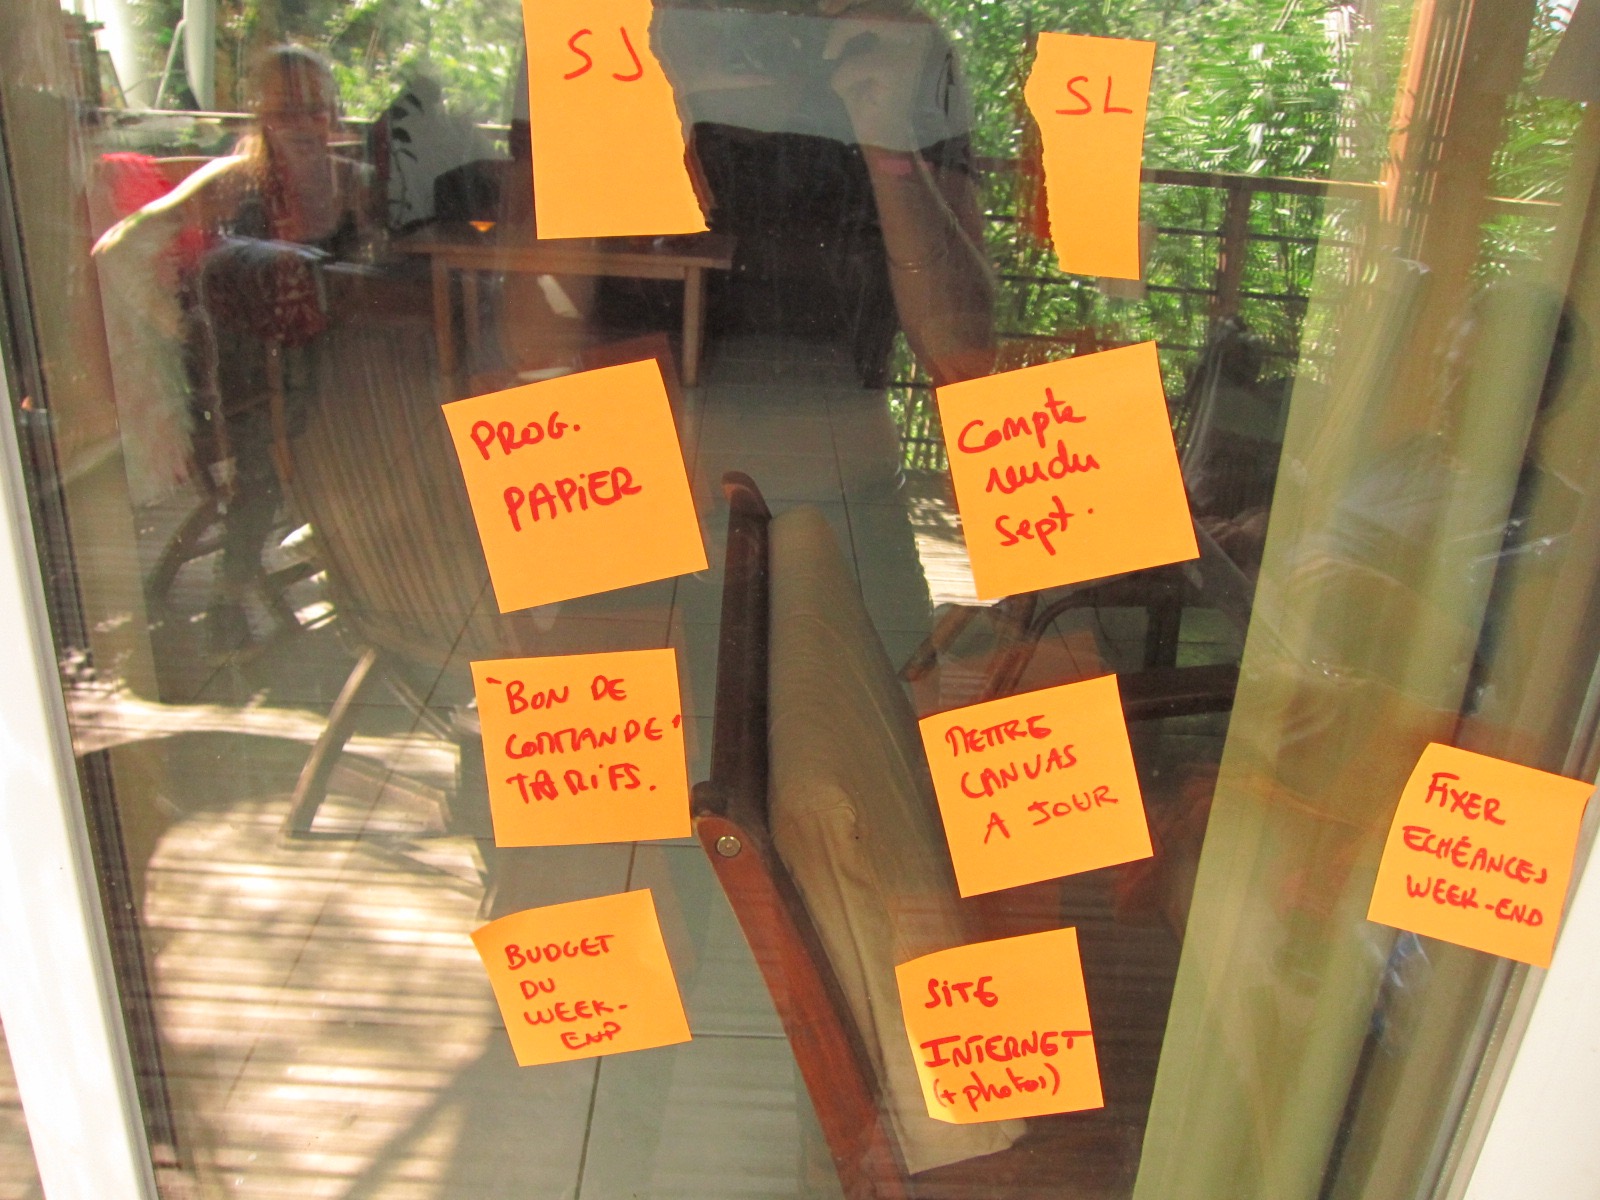 SJ
SL
PROG.
PAPiER
Compte
rendu
sept.
"BON DE
COMMANDE"
TARiFS.
METTRE
CANVAS
A JOUR
FIXER
ECHÉANCES
WEEK-END
BUDGET
DU
WEEK-
END
SiTE
INTERNET
(+ photos)